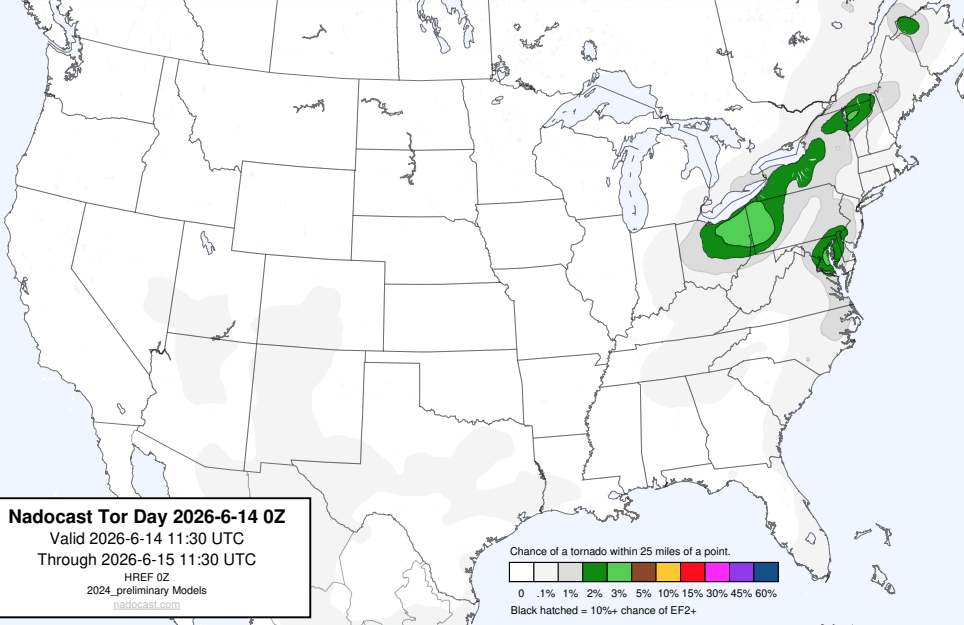 Nadocast Tor Day 2026-6-14 0Z
Valid 2026-6-14 11:30 UTC
Through 2026-6-15 11:30 UTC
HREF 0Z
2024_preliminary Models
nadocast.com
Chance of a tornado within 25 miles of a point.
0 .1% 1% 2% 3% 5% 10% 15% 30% 45% 60%
Black hatched = 10%+ chance of EF2+